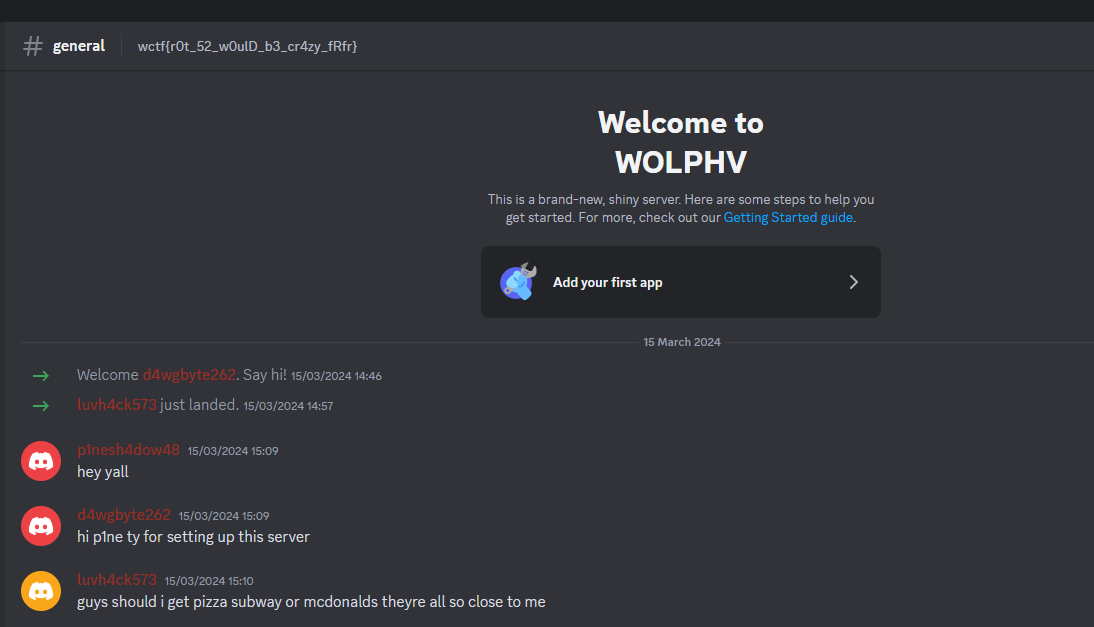 general wctf{r0t_52_w0ulD_b3_cr4zy_fRfr}
Welcome to
WOLPHV
This is a brand-new, shiny server. Here are some steps to help you
get started. For more, check out our Getting Started guide.
Add your first app
15 March 2024
Welcome d4wgbyte262. Say hi! 15/03/2024 14:46
luvh4ck573 just landed. 15/03/2024 14:57
p1nesh4dow48 15/03/2024 15:09
hey yall
d4wgbyte262 15/03/2024 15:09
hi p1ne ty for setting up this server
luvh4ck573 15/03/2024 15:10
guys should i get pizza subway or mcdonalds theyre all so close to me